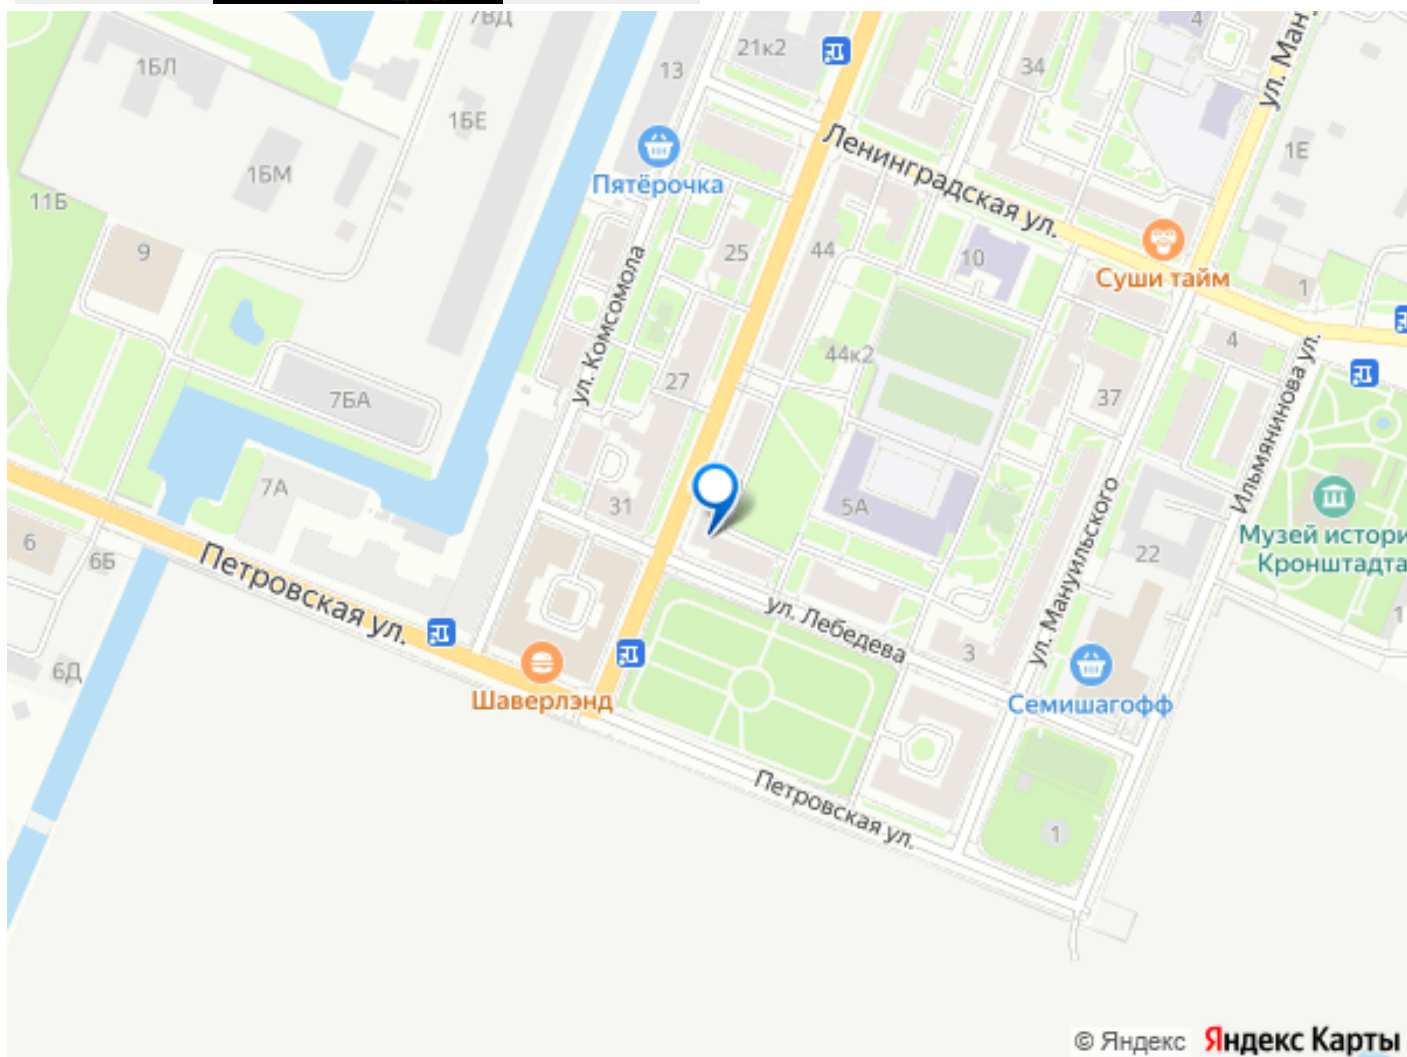 7ВД
4
ул. Ман
21к2
1БЛ
13
34
1БЕ
Ленинградская ул.
1Е
1БМ
Пятёрочка
11Б
9
25
44
10
Суши тайм
1
ул. Комсомола
44к2
4
27
7БА
37
Ильмянинова ул.
7А
31
5А
ул. Мануильского
Музей истори
Кронштадта
6
6Б
22
Петровская ул.
ул. Лебедева
1
3
6Д
Шаверлэнд
Семишагофф
Петровская ул.
1
© Яндекс Яндекс Карты